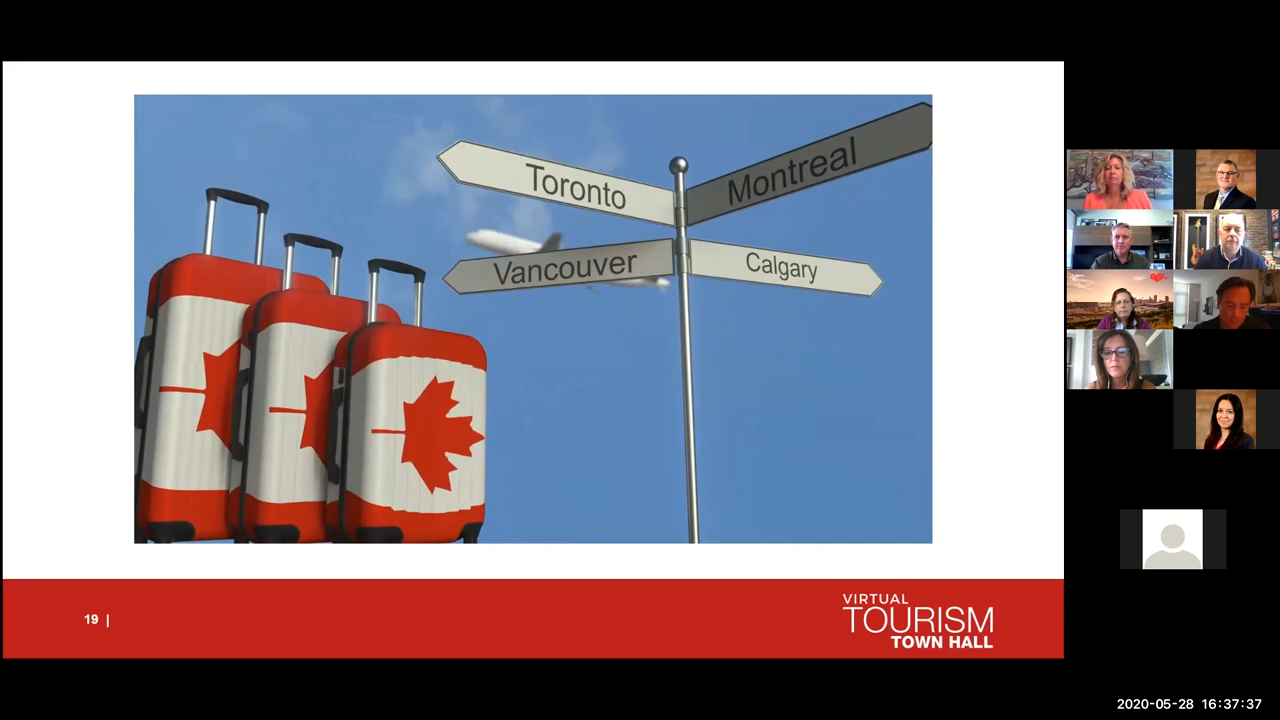 Toronto
Montreal
Vancouver
Calgary
19 |
VIRTUAL
TOURISM
TOWN HALL
2020-05-28 16:37:37